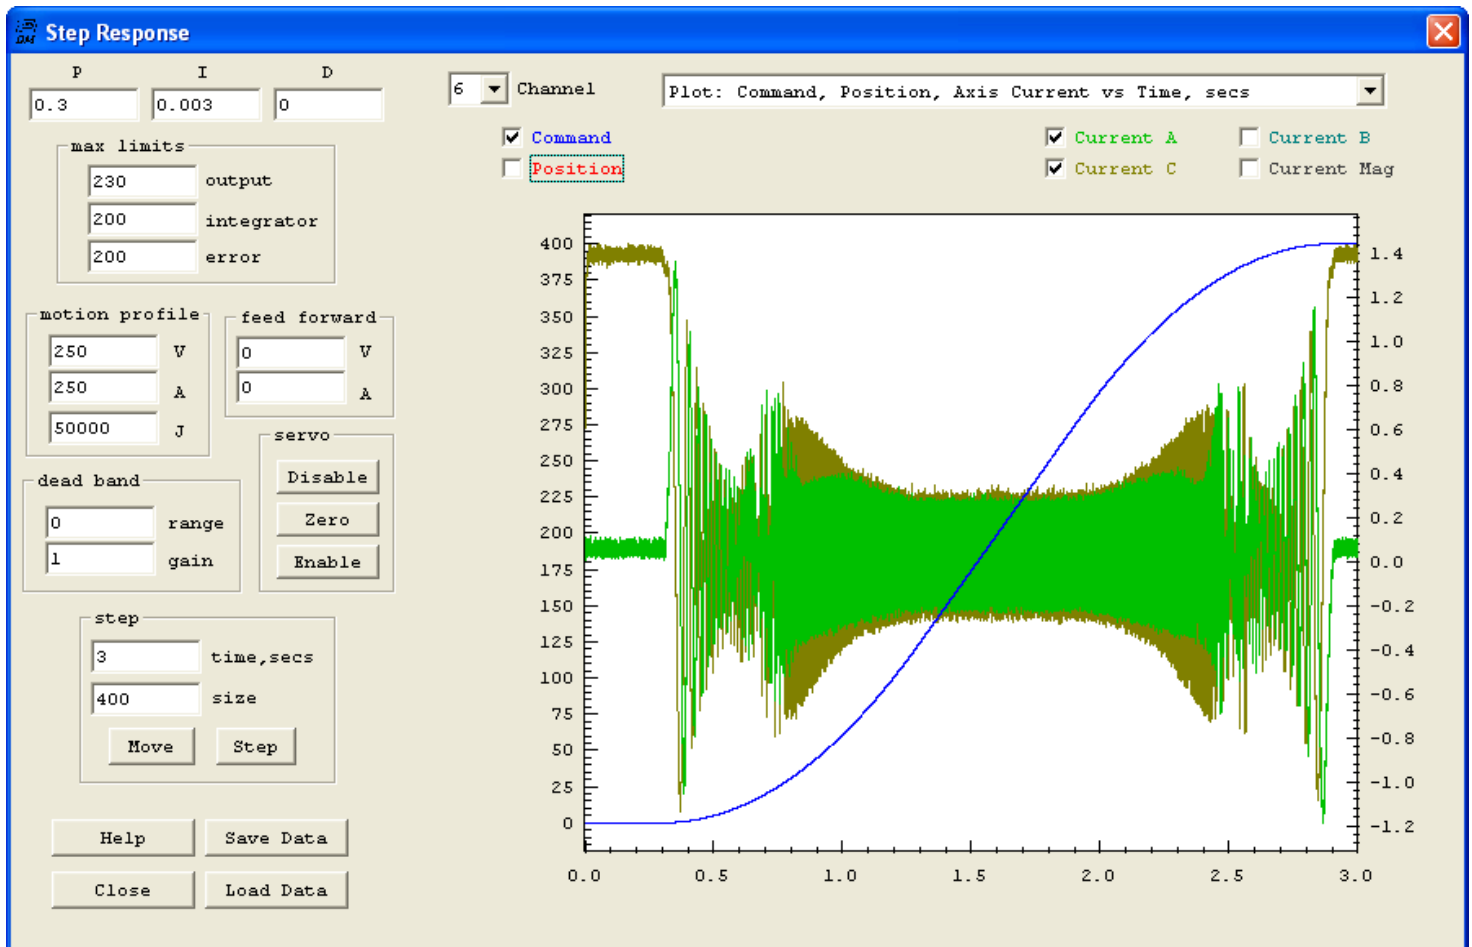 Step Response
P I D
0.3 0.003 0
6 Channel
Plot: Command, Position, Axis Current vs Time, secs
Command
Position
Current A Current B
Current C Current Mag
max limits
230 output
200 integrator
200 error
motion profile
250 V
250 A
50000 J
feed forward
0 V
0 A
servo
Disable
Zero
Enable
dead band
0 range
1 gain
step
3 time,secs
400 size
Move Step
Help Save Data
Close Load Data
400
375
350
325
300
275
250
225
200
175
150
125
100
75
50
25
0
1.4
1.2
1.0
0.8
0.6
0.4
0.2
0.0
-0.2
-0.4
-0.6
-0.8
-1.0
-1.2
0.0 0.5 1.0 1.5 2.0 2.5 3.0